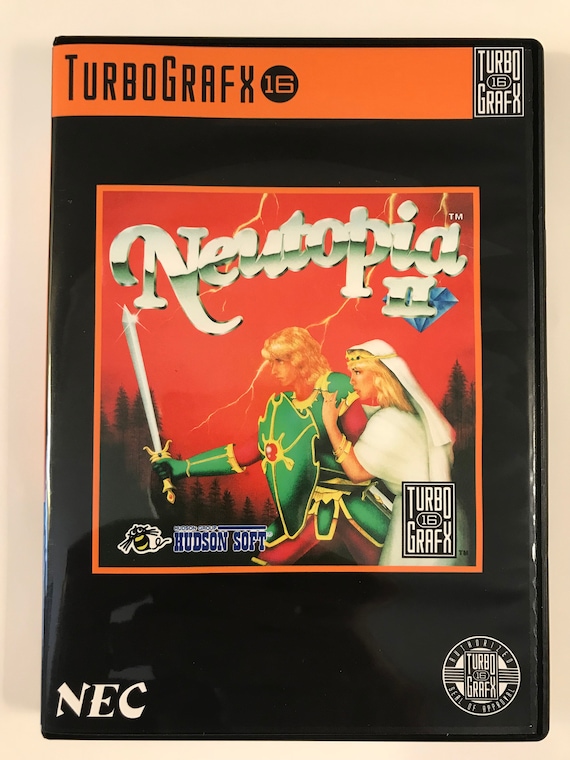 TURBOGRAFX 16
TURBO
16
GRAFX
Neutopia TM
II
HUDSON GROUP
HUDSON SOFT
TURBO
16
GRAFX TM
NEC
AUTHORIZED
TURBO
16
GRAFX
SEAL OF APPROVAL